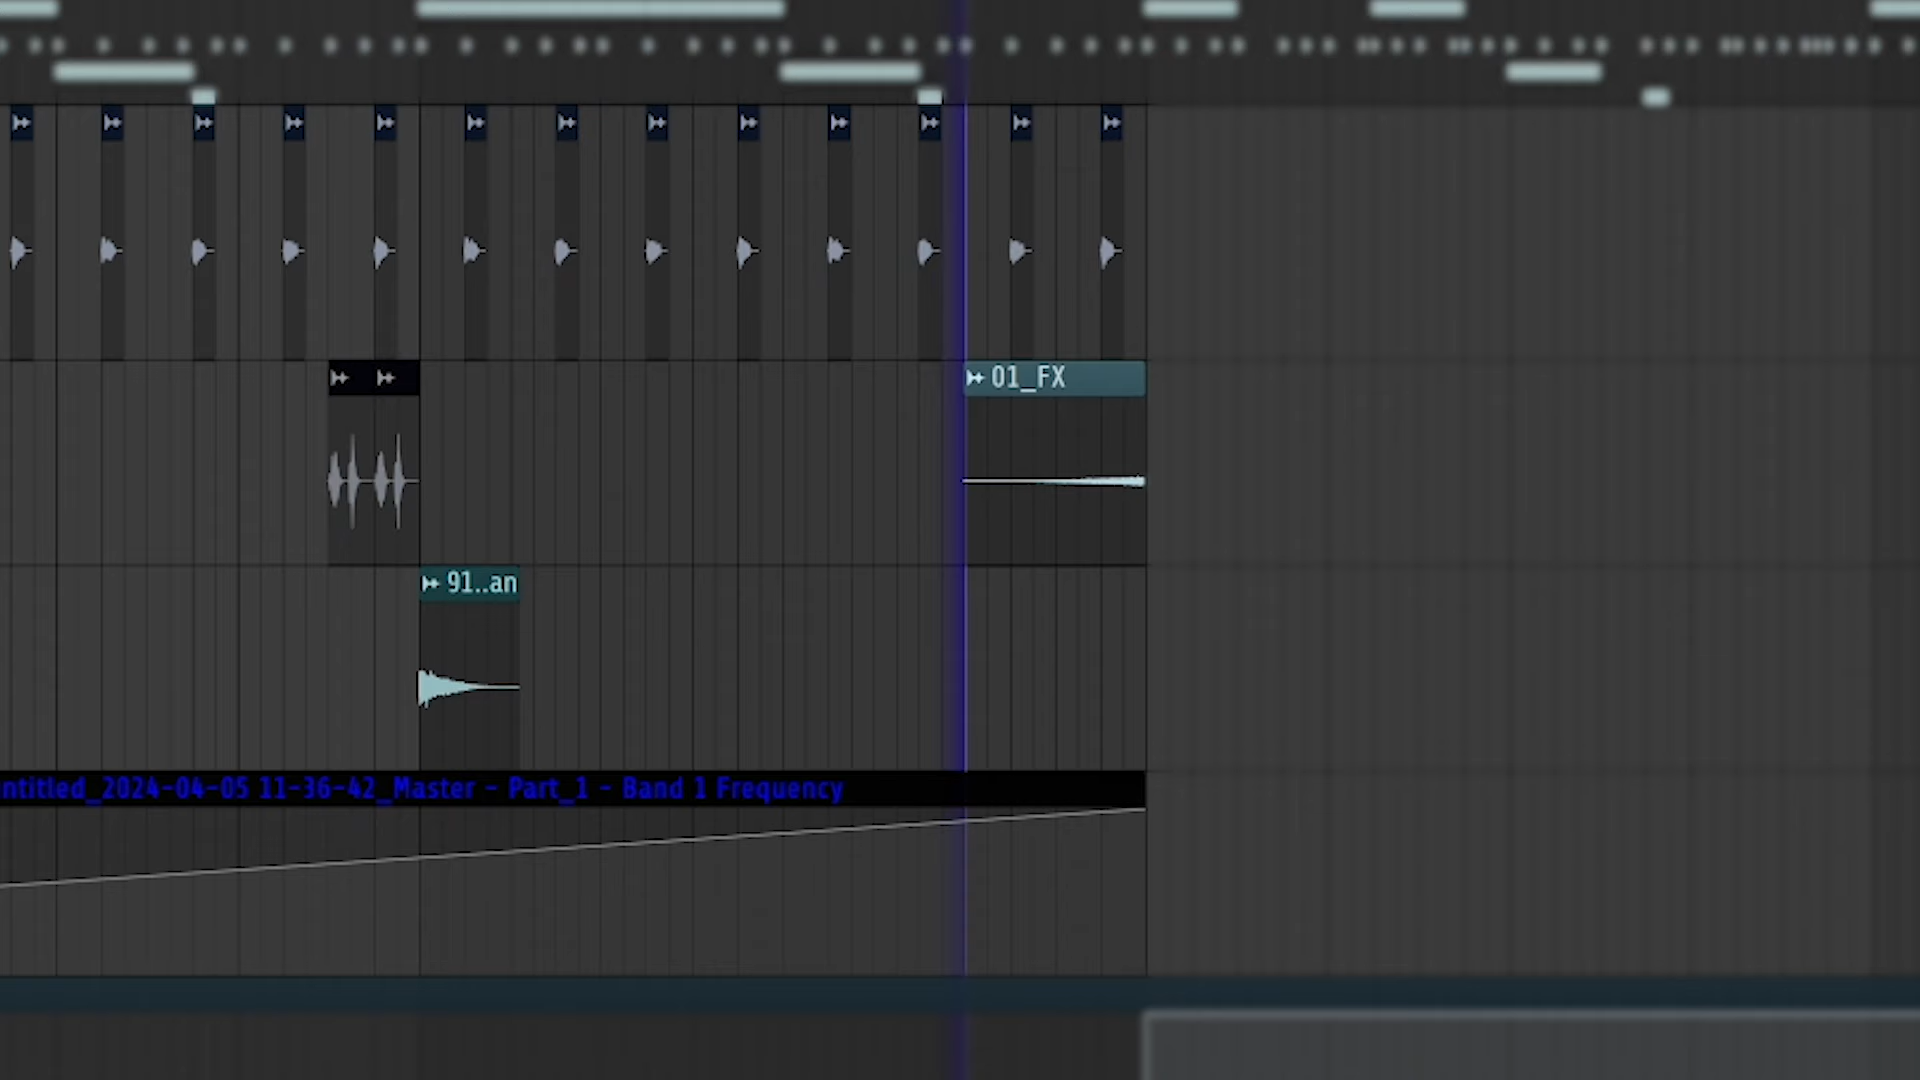 01_FX
91..an
ntitled_2024-04-05 11-36-42_Master - Part_1 - Band 1 Frequency